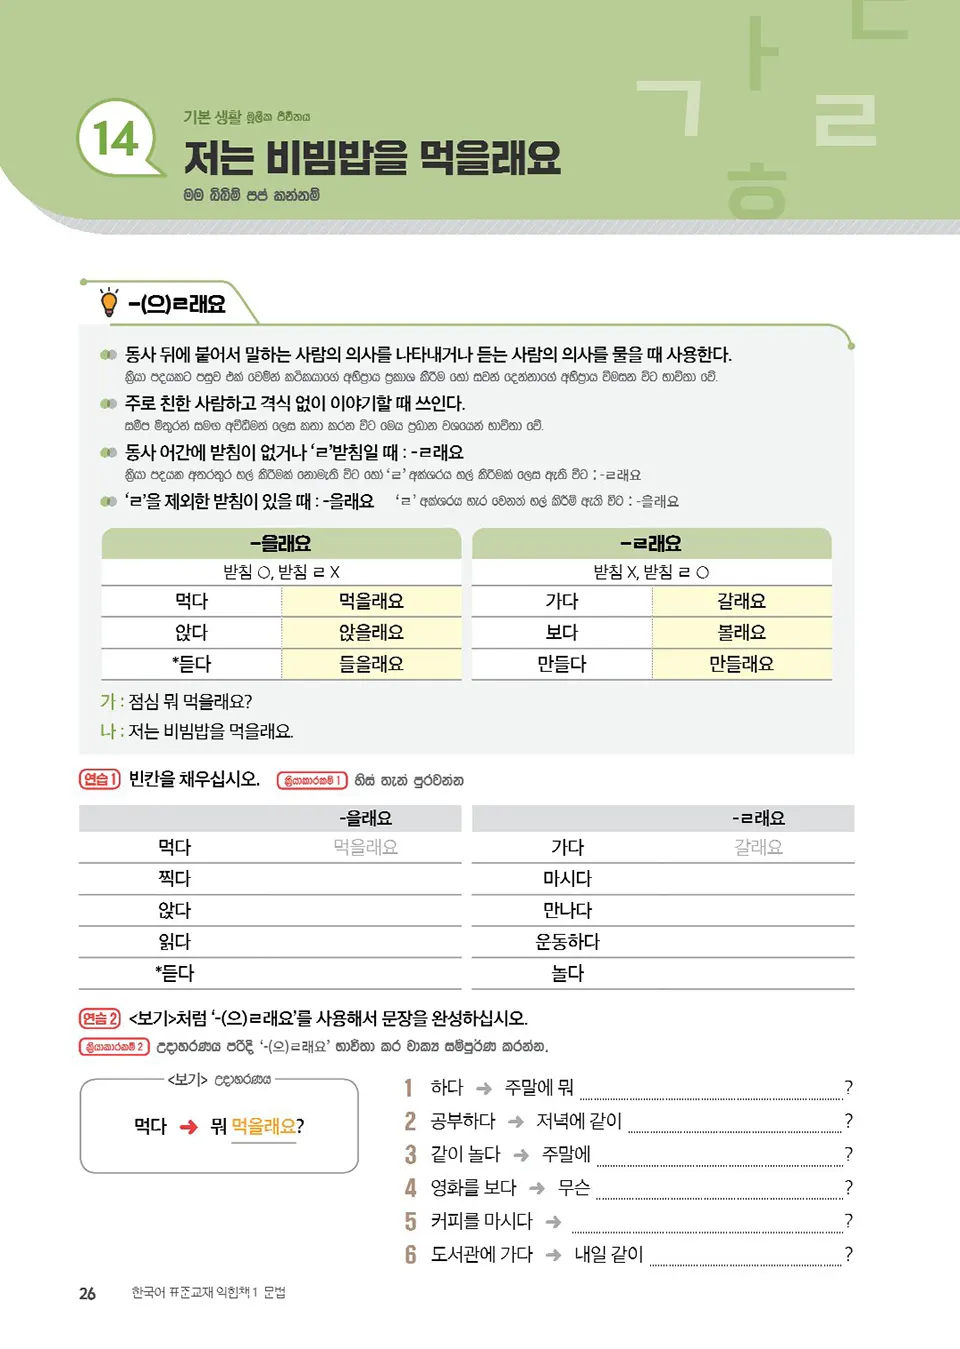 14
기본 생활 මූලික ජීවිතය
저는 비빔밥을 먹을래요
මම බිබිම් පප් කන්නම්
-(으)ㄹ래요
동사 뒤에 붙어서 말하는 사람의 의사를 나타내거나 듣는 사람의 의사를 물을 때 사용한다.
ක්‍රියා පදයකට පසුව එක් වෙමින් කථිකයාගේ අභිප්‍රාය ප්‍රකාශ කිරීම හෝ සවන් දෙන්නාගේ අභිප්‍රාය විමසන විට භාවිතා වේ.
주로 친한 사람하고 격식 없이 이야기할 때 쓰인다.
සමීප මිතුරන් සමඟ අවිධිමත් ලෙස කතා කරන විට මෙය ප්‍රධාන වශයෙන් භාවිතා වේ.
동사 어간에 받침이 없거나 ‘ㄹ’받침일 때 : -ㄹ래요
ක්‍රියා පදයක අතරතුර හල් කිරීමක් නොමැති විට හෝ ‘ㄹ’ අක්ශරය හල් කිරීමක් ලෙස ඇති විට : -ㄹ래요
‘ㄹ’을 제외한 받침이 있을 때 : -을래요 ‘ㄹ’ අක්ශරය හැර වෙනත් හල් කිරීම් ඇති විට : -을래요
-을래요 -ㄹ래요
받침 O, 받침 ㄹ X 받침 X, 받침 ㄹ O
먹다 먹을래요 가다 갈래요
앉다 앉을래요 보다 볼래요
*듣다 들을래요 만들다 만들래요
가 : 점심 뭐 먹을래요?
나 : 저는 비빔밥을 먹을래요.
연습1 빈칸을 채우십시오. ක්‍රියාකාරකම් 1 හිස් තැන් පුරවන්න
-을래요 -ㄹ래요
먹다 먹을래요 가다 갈래요
찍다 마시다
앉다 만나다
읽다 운동하다
*듣다 놀다
연습2 <보기>처럼 ‘-(으)ㄹ래요’를 사용해서 문장을 완성하십시오.
ක්‍රියාකාරකම් 2 උදාහරණය පරිදි ‘-(으)ㄹ래요’ භාවිතා කර වාක්‍ය සම්පූර්ණ කරන්න.
<보기> උදාහරණය
먹다 ➜ 뭐 먹을래요?
1 하다 ➜ 주말에 뭐 ?
2 공부하다 ➜ 저녁에 같이 ?
3 같이 놀다 ➜ 주말에 ?
4 영화를 보다 ➜ 무슨 ?
5 커피를 마시다 ➜ ?
6 도서관에 가다 ➜ 내일 같이 ?
26 한국어 표준교재 익힘책 1 문법